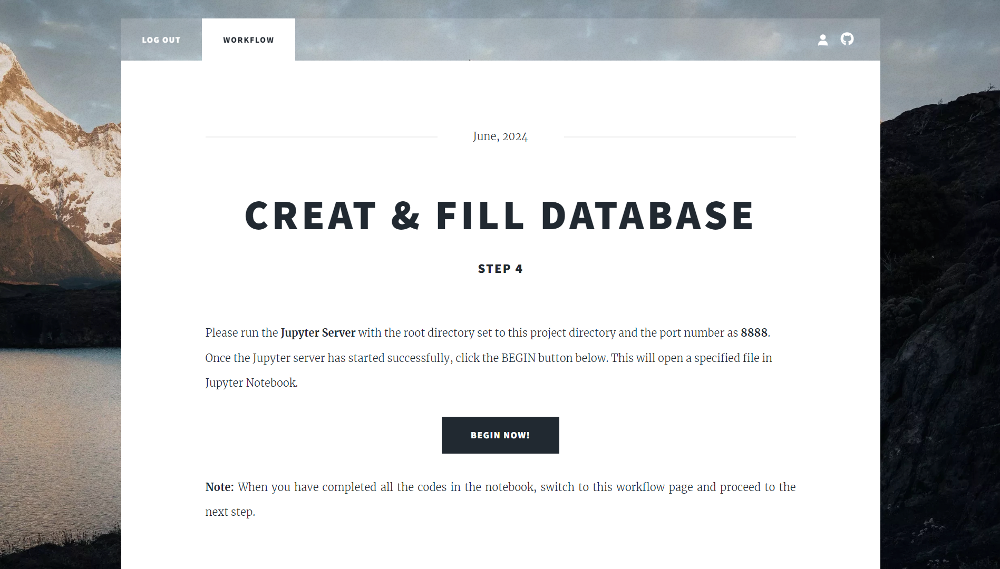 LOG OUT
WORKFLOW
June, 2024
CREAT & FILL DATABASE
STEP 4
Please run the Jupyter Server with the root directory set to this project directory and the port number as 8888.
Once the Jupyter server has started successfully, click the BEGIN button below. This will open a specified file in
Jupyter Notebook.
BEGIN NOW!
Note: When you have completed all the codes in the notebook, switch to this workflow page and proceed to the
next step.